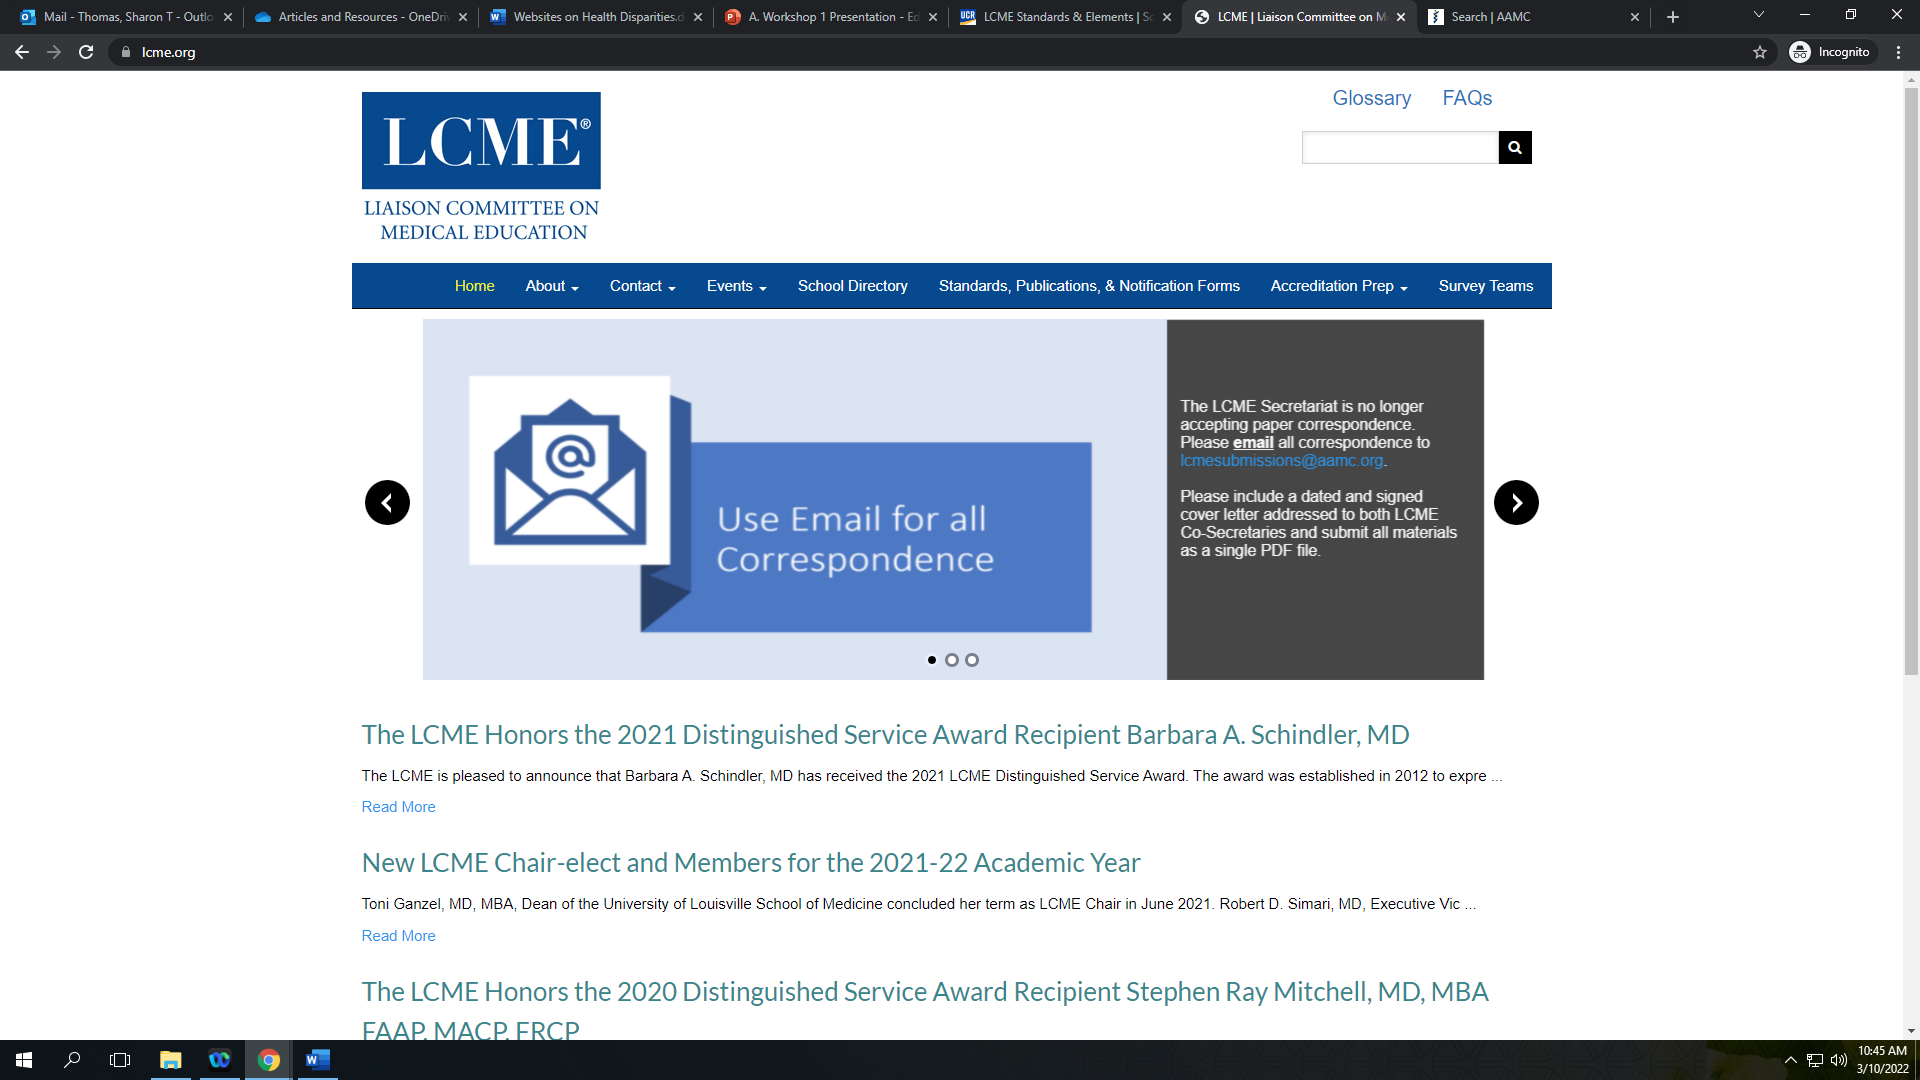 Mail - Thomas, Sharon T - Outlo
Articles and Resources - OneDri
Websites on Health Disparities.d
A. Workshop 1 Presentation - Ed
LCME Standards & Elements | Sc
LCME | Liaison Committee on M
Search | AAMC
lcme.org
Incognito
Glossary FAQs
LCME®
LIAISON COMMITTEE ON
MEDICAL EDUCATION
Home About Contact Events School Directory Standards, Publications, & Notification Forms Accreditation Prep Survey Teams
Use Email for all
Correspondence
The LCME Secretariat is no longer
accepting paper correspondence.
Please email all correspondence to
lcmesubmissions@aamc.org.
Please include a dated and signed
cover letter addressed to both LCME
Co-Secretaries and submit all materials
as a single PDF file.
The LCME Honors the 2021 Distinguished Service Award Recipient Barbara A. Schindler, MD
The LCME is pleased to announce that Barbara A. Schindler, MD has received the 2021 LCME Distinguished Service Award. The award was established in 2012 to expre ...
Read More
New LCME Chair-elect and Members for the 2021-22 Academic Year
Toni Ganzel, MD, MBA, Dean of the University of Louisville School of Medicine concluded her term as LCME Chair in June 2021. Robert D. Simari, MD, Executive Vic ...
Read More
The LCME Honors the 2020 Distinguished Service Award Recipient Stephen Ray Mitchell, MD, MBA
FAAP, MACP, FRCP
10:45 AM
3/10/2022